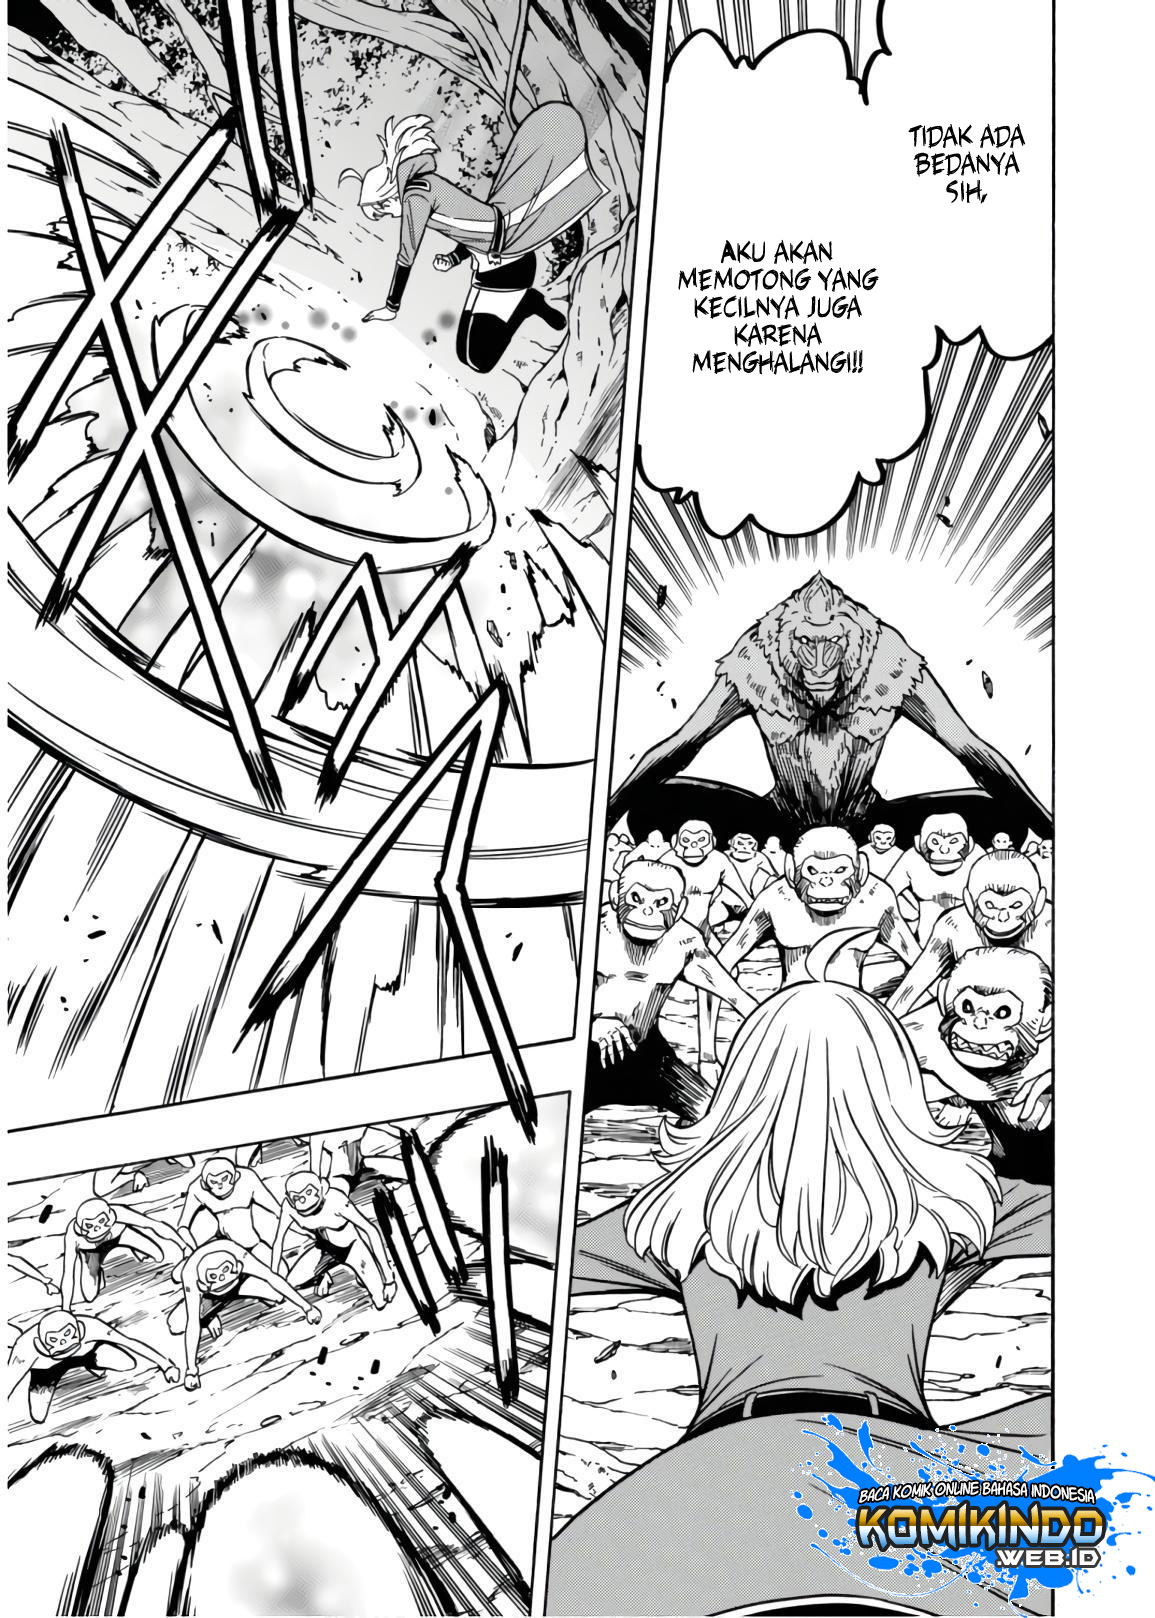 TIDAK ADA
BEDANYA
SIH,
AKU AKAN
MEMOTONG YANG
KECILNYA JUGA
KARENA
MENGHALANGI!!!
BACA KOMIK ONLINE BAHASA INDONESIA
KOMIKINDO
.WEB.ID